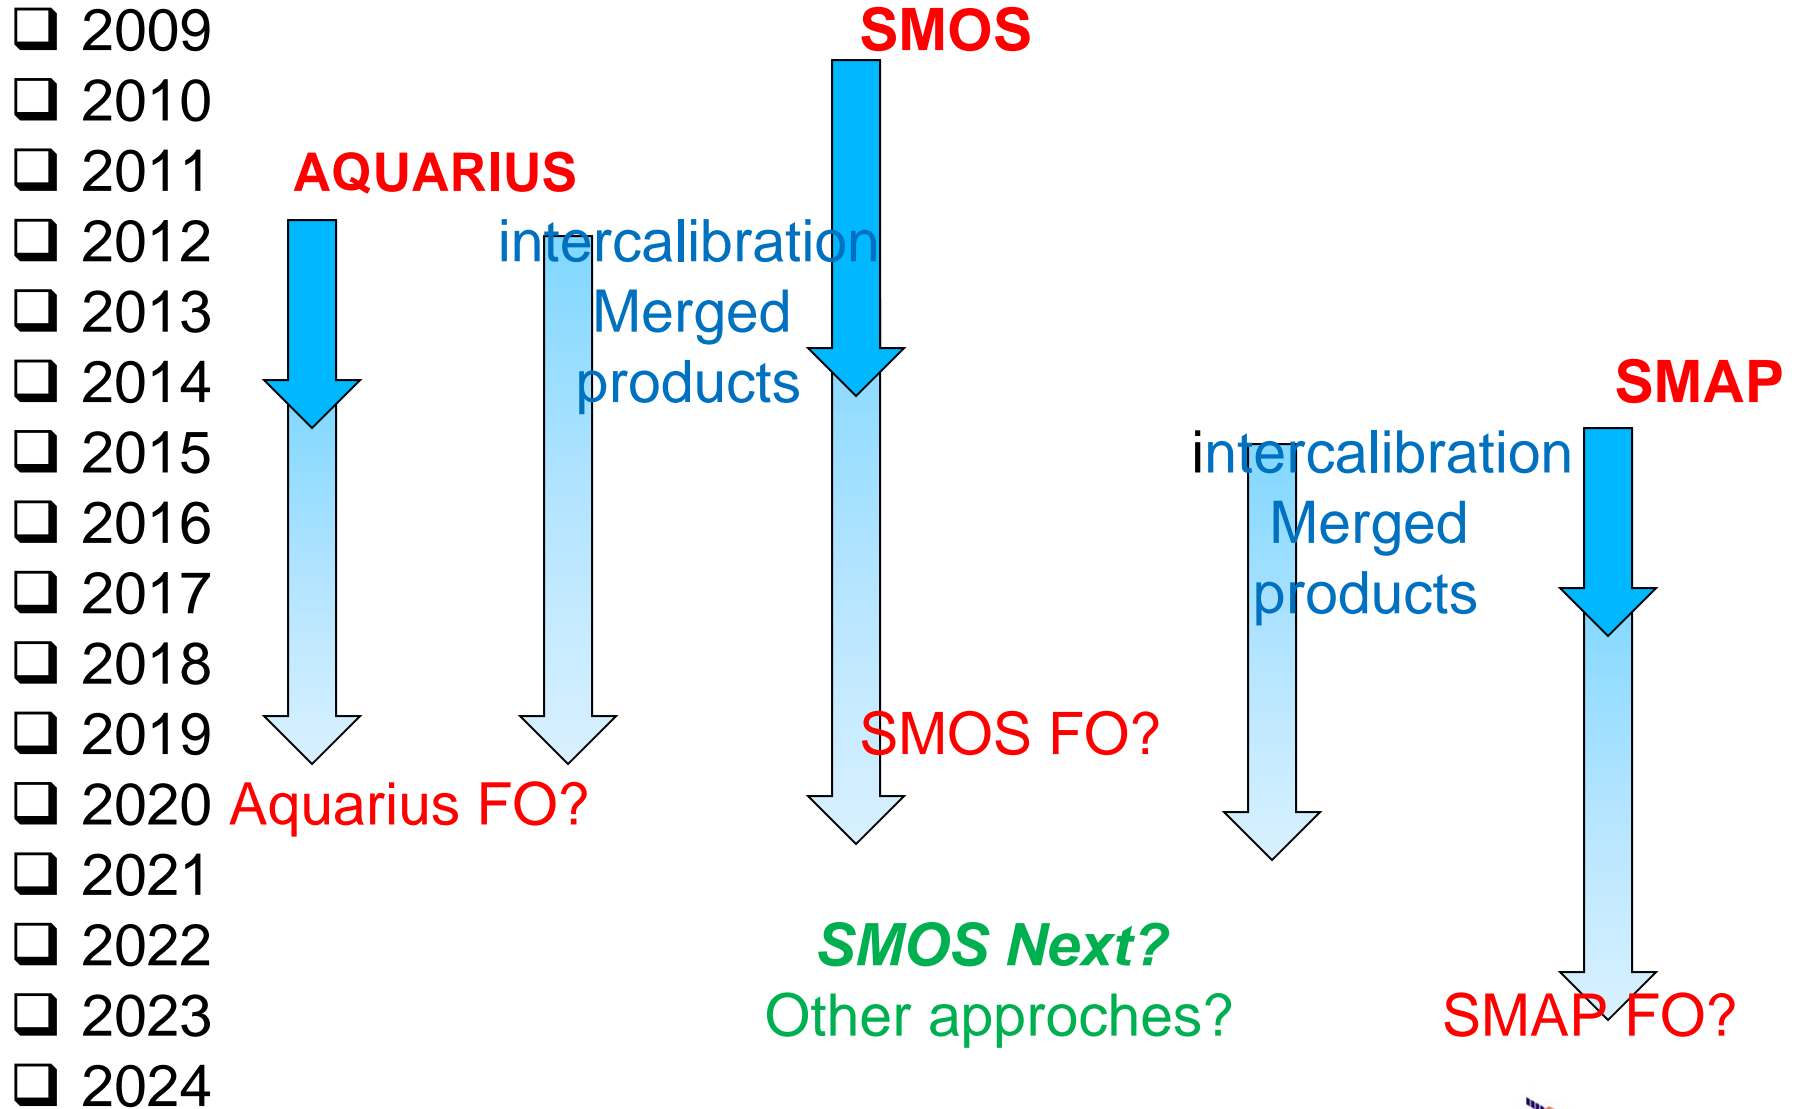 2009
SMOS
2010
2011
AQUARIUS
2012
intercalibration
2013
Merged
2014
products
SMAP
2015
intercalibration
2016
Merged
2017
products
2018
2019
SMOS FO?
2020
Aquarius FO?
2021
2022
SMOS Next?
2023
Other approches?
SMAP FO?
2024